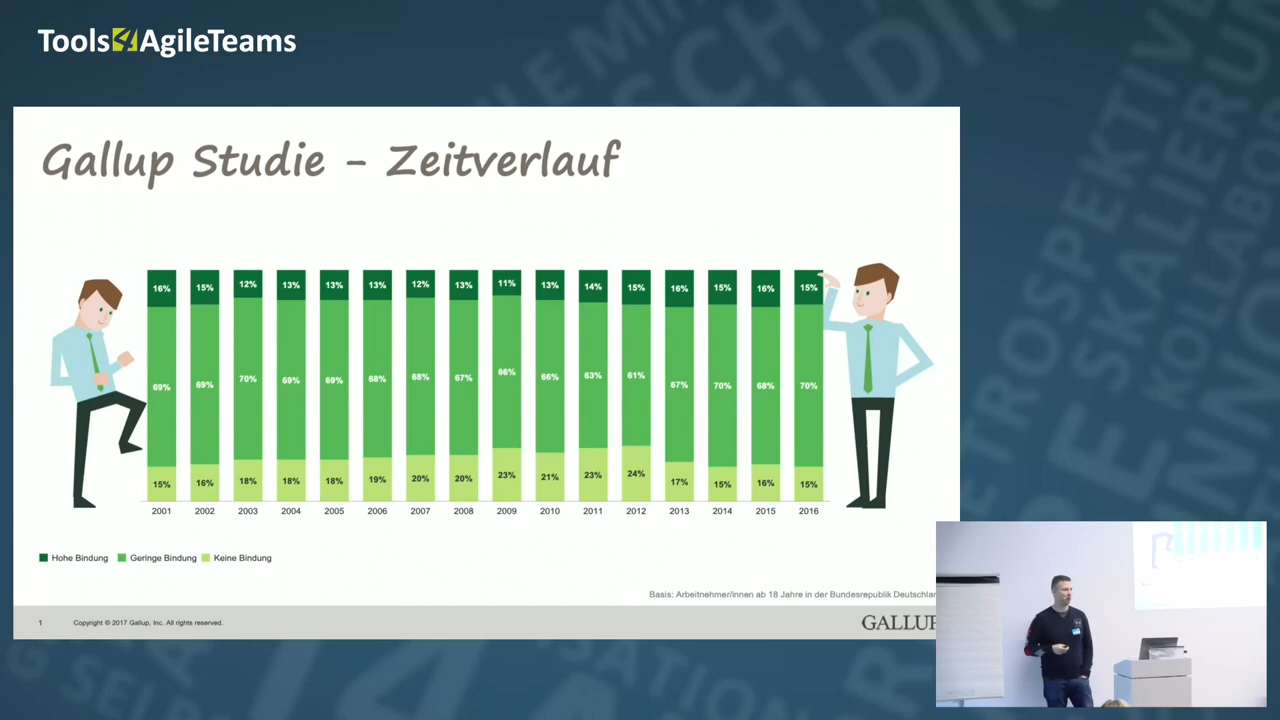 Tools4AgileTeams
Gallup Studie - Zeitverlauf
16% 15% 12% 13% 13% 13% 12% 13% 11% 13% 14% 15% 16% 15% 16% 15%
69% 69% 70% 69% 69% 68% 68% 67% 66% 66% 63% 61% 67% 70% 68% 70%
15% 16% 18% 18% 18% 19% 20% 20% 23% 21% 23% 24% 17% 15% 16% 15%
2001 2002 2003 2004 2005 2006 2007 2008 2009 2010 2011 2012 2013 2014 2015 2016
Hohe Bindung Geringe Bindung Keine Bindung
Basis: Arbeitnehmer/innen ab 18 Jahre in der Bundesrepublik
1 Copyright © 2017 Gallup, Inc. All rights reserved.